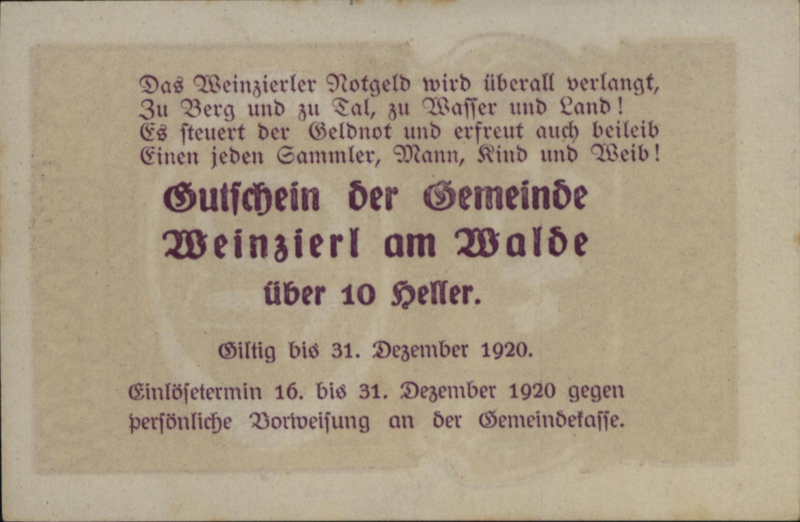 Das Weinzierler Notgeld wird überall verlangt,
Zu Berg und zu Tal, zu Wasser und Land!
Es steuert der Geldnot und erfreut auch beileib
Einen jeden Sammler, Mann, Kind und Weib!
Gutschein der Gemeinde
Weinzierl am Walde
über 10 Heller.
Giltig bis 31. Dezember 1920.
Einlösetermin 16. bis 31. Dezember 1920 gegen
persönliche Vorweisung an der Gemeindekasse.